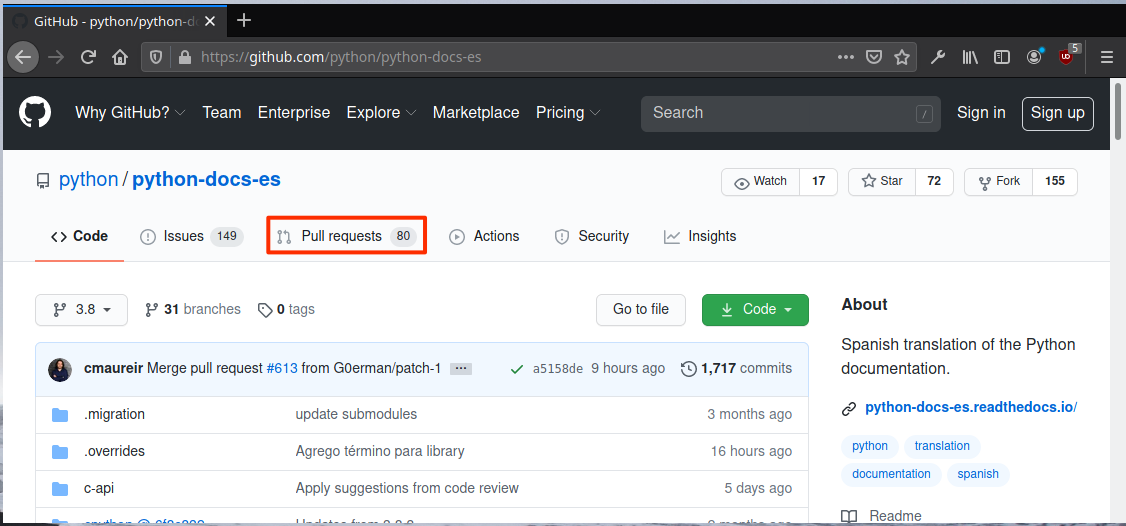 GitHub - python/python-d
https://github.com/python/python-docs-es
5
Why GitHub? Team Enterprise Explore Marketplace Pricing Search / Sign in Sign up
python / python-docs-es Watch 17 Star 72 Fork 155
Code Issues 149 Pull requests 80 Actions Security Insights
3.8 31 branches 0 tags Go to file Code
About
cmaureir Merge pull request #613 from G0erman/patch-1 ... a5158de 9 hours ago 1,717 commits
Spanish translation of the Python
documentation.
.migration update submodules 3 months ago
python-docs-es.readthedocs.io/
.overrides Agrego término para library 16 hours ago
python translation
documentation spanish
c-api Apply suggestions from code review 5 days ago
Readme